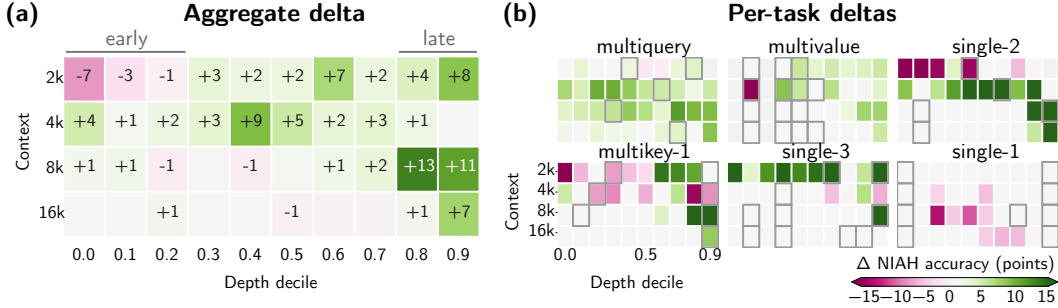 (a) Aggregate delta
early late
2k -7 -3 -1 +3 +2 +2 +7 +2 +4 +8
4k +4 +1 +2 +3 +9 +5 +2 +3 +1
8k +1 +1 -1 -1 +1 +2 +13 +11
16k +1 -1 +1 +7
Context
0.0 0.1 0.2 0.3 0.4 0.5 0.6 0.7 0.8 0.9
Depth decile
(b) Per-task deltas
multiquery multivalue single-2
multikey-1 single-3 single-1
2k
4k
8k
16k
Context
0.0 0.5 0.9
Depth decile
Δ NIAH accuracy (points)
−15 −10 −5 0 5 10 15